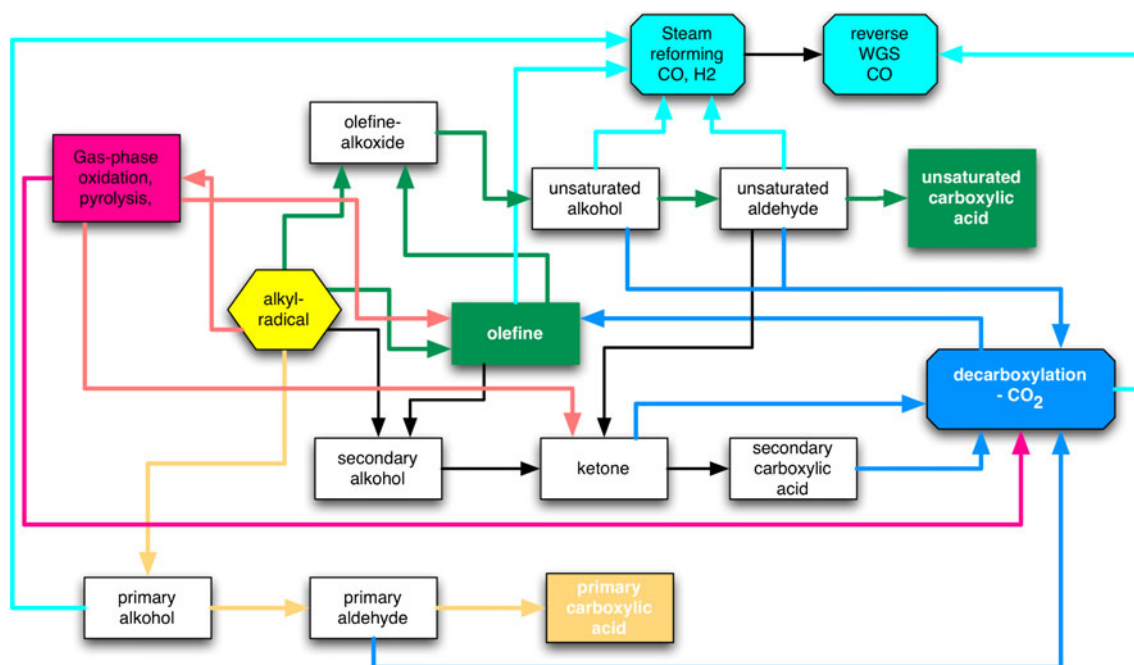 Steam
reforming
CO, H2
reverse
WGS
CO
olefine-
alkoxide
Gas-phase
oxidation,
pyrolysis,
unsaturated
alcohol
unsaturated
aldehyde
unsaturated
carboxylic
acid
alkyl-
radical
olefine
decarboxylation
- CO2
secondary
alcohol
ketone
secondary
carboxylic
acid
primary
alcohol
primary
aldehyde
primary
carboxylic
acid